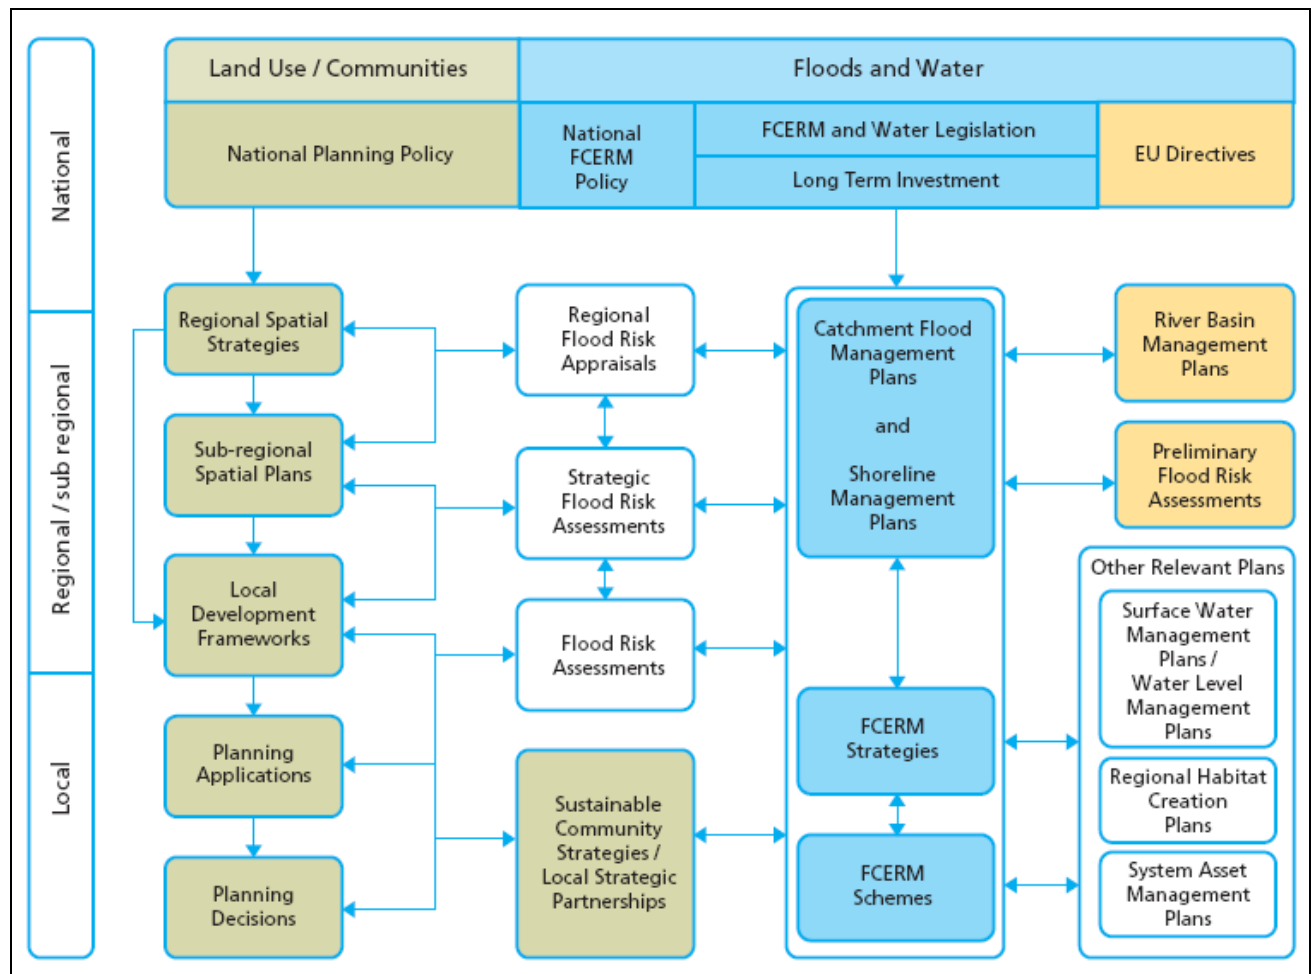 Land Use / Communities
Floods and Water
National
National Planning Policy
National
FCERM
Policy
FCERM and Water Legislation
Long Term Investment
EU Directives
Regional / sub regional
Regional Spatial
Strategies
Regional
Flood Risk
Appraisals
Catchment Flood
Management
Plans
and
Shoreline
Management
Plans
River Basin
Management
Plans
Sub-regional
Spatial Plans
Strategic
Flood Risk
Assessments
Preliminary
Flood Risk
Assessments
Local
Development
Frameworks
Flood Risk
Assessments
Other Relevant Plans
Surface Water
Management
Plans /
Water Level
Management
Plans
Local
Planning
Applications
Sustainable
Community
Strategies /
Local Strategic
Partnerships
FCERM
Strategies
Regional Habitat
Creation
Plans
Planning
Decisions
FCERM
Schemes
System Asset
Management
Plans